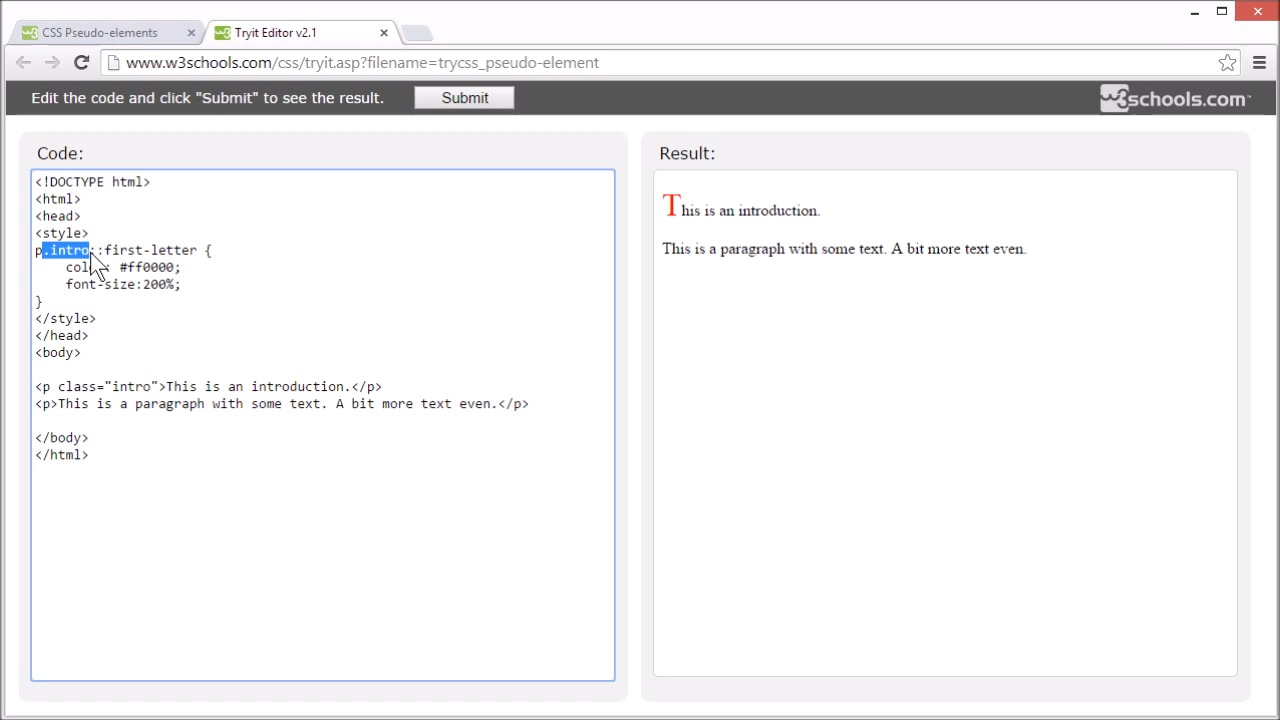 CSS Pseudo-elements
Tryit Editor v2.1
www.w3schools.com/css/tryit.asp?filename=trycss_pseudo-element
Edit the code and click "Submit" to see the result.
Submit
w3schools.com
Code:
Result:
<!DOCTYPE html>
<html>
<head>
<style>
p.intro::first-letter {
    color: #ff0000;
    font-size:200%;
}
</style>
</head>
<body>
<p class="intro">This is an introduction.</p>
<p>This is a paragraph with some text. A bit more text even.</p>
</body>
</html>
This is an introduction.
This is a paragraph with some text. A bit more text even.